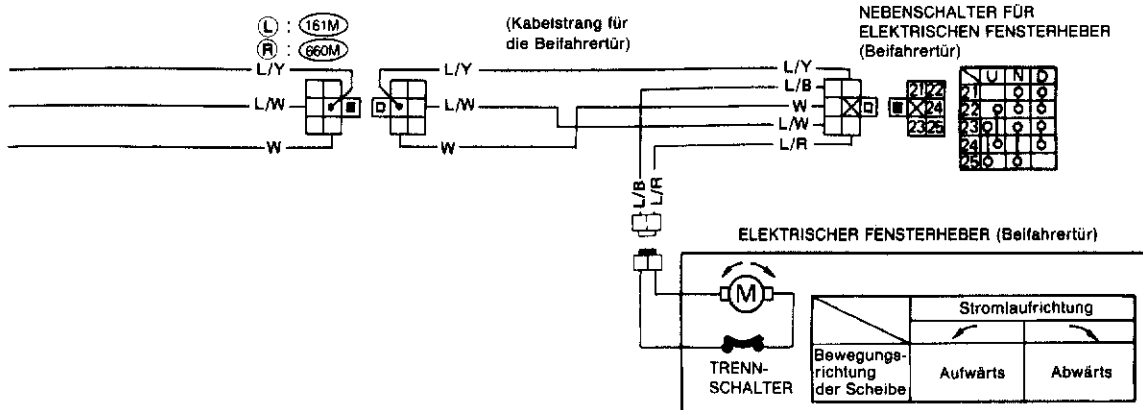 L : 161M
R : 660M
(Kabelstrang für
die Beifahrertür)
NEBENSCHALTER FÜR
ELEKTRISCHEN FENSTERHEBER
(Beifahrertür)
L/Y
L/Y
L/Y
L/B
L/W
L/W
W
L/W
W
W
L/R
21 22
24
23 25
U N D
21
22
23
24
25
L/B
L/R
ELEKTRISCHER FENSTERHEBER (Beifahrertür)
M
TRENN-
SCHALTER
Stromlaufrichtung
Bewegungs-
richtung
der Scheibe
Aufwärts
Abwärts